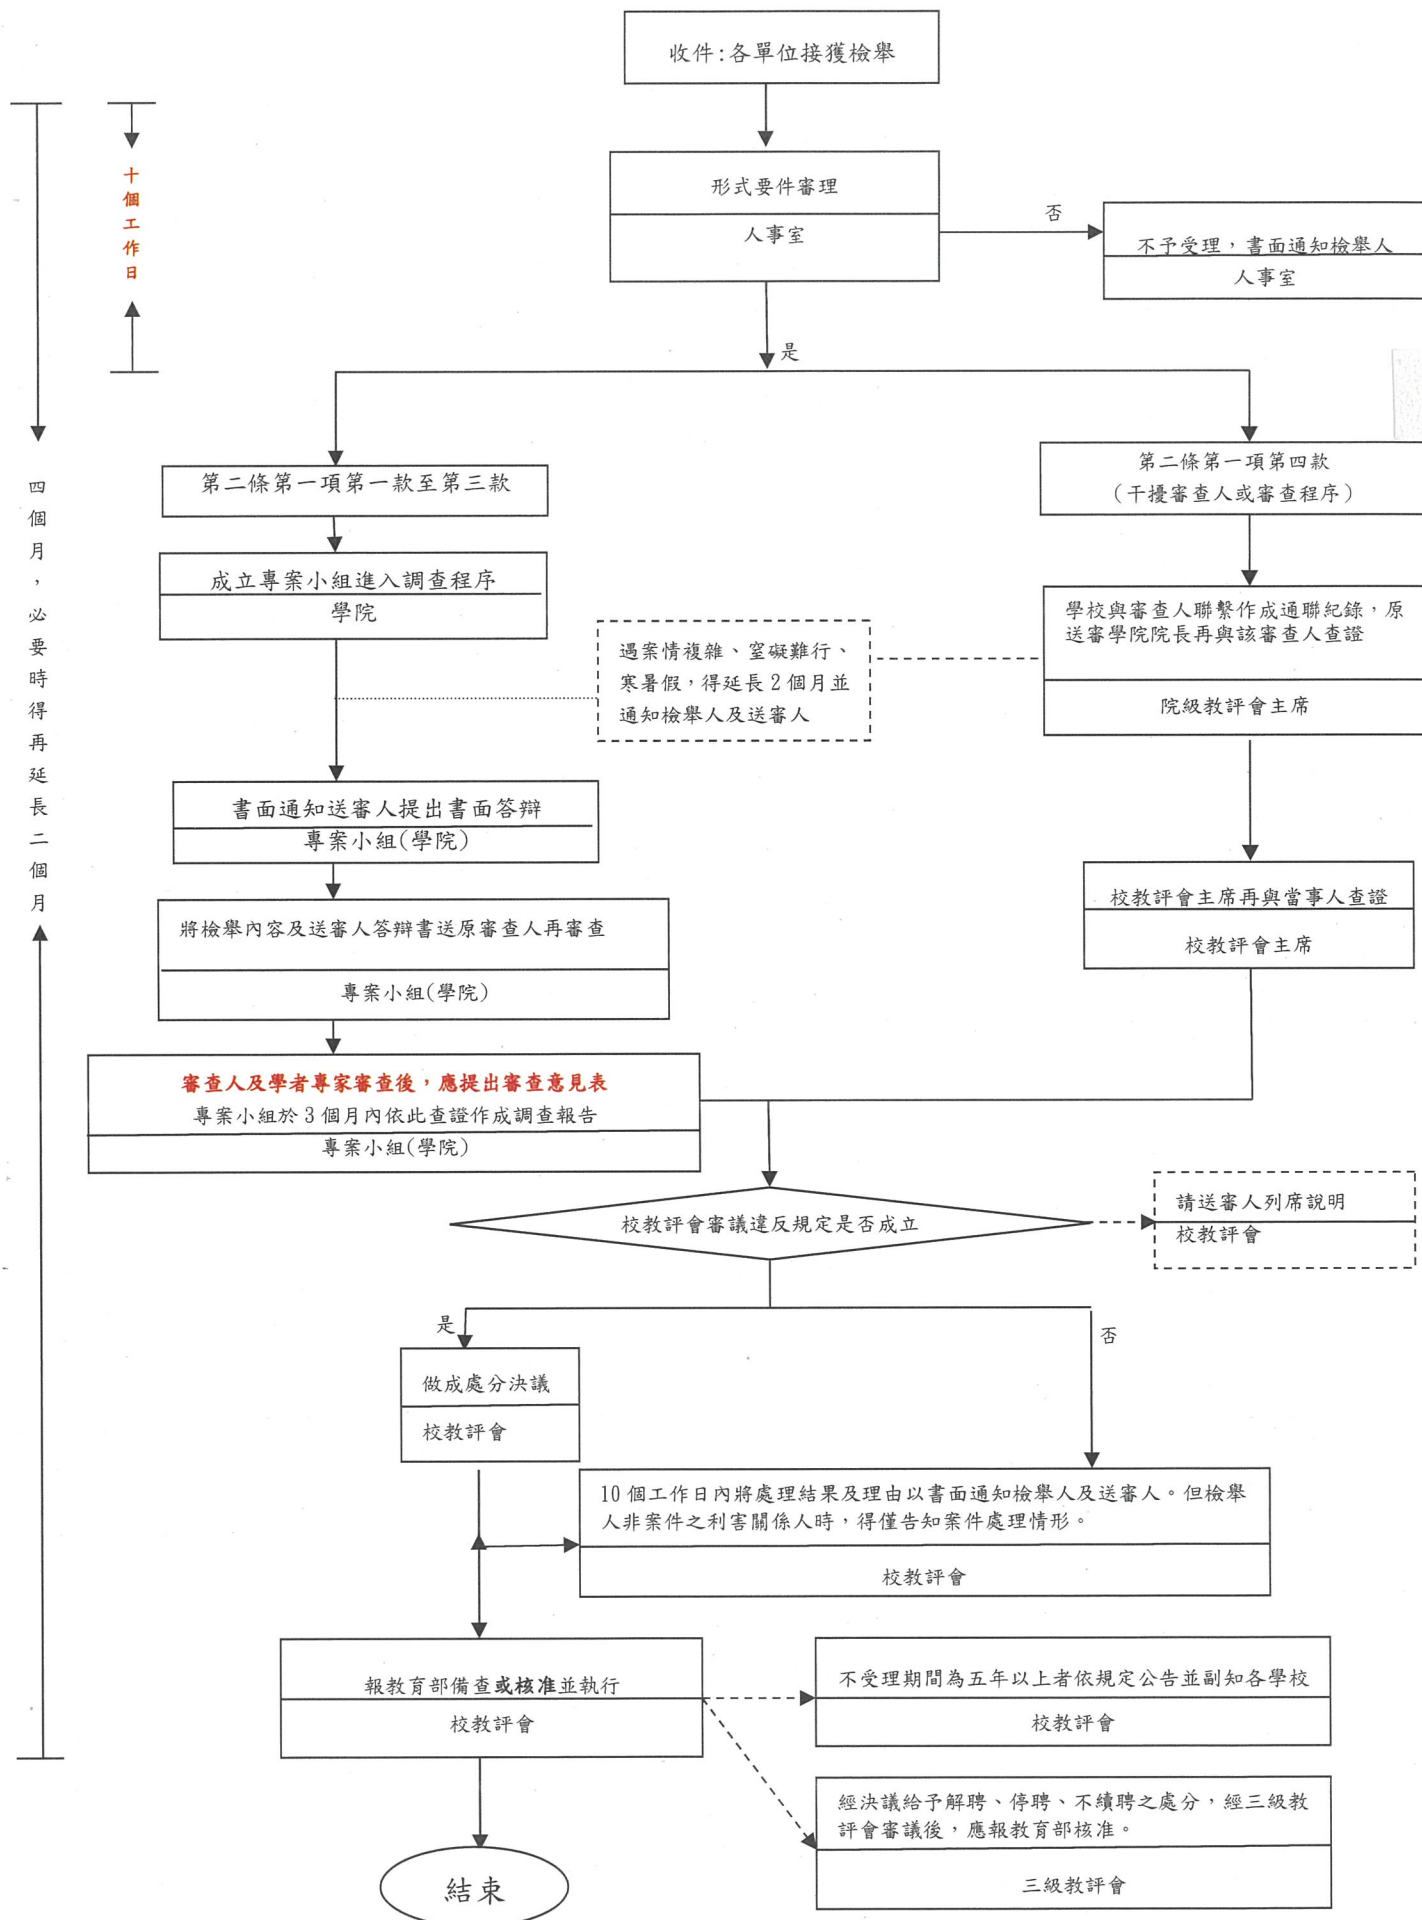 收件:各單位接獲檢舉
十個工作日
形式要件審理
人事室
否
不予受理，書面通知檢舉人
人事室
是
四個月，必要時得再延長二個月
第二條第一項第一款至第三款
第二條第一項第四款
(干擾審查人或審查程序)
成立專案小組進入調查程序
學院
學校與審查人聯繫作成通聯紀錄，原
送審學院院長再與該審查人查證
院級教評會主席
遇案情複雜、窒礙難行、
寒暑假，得延長2個月並
通知檢舉人及送審人
書面通知送審人提出書面答辯
專案小組(學院)
校教評會主席再與當事人查證
校教評會主席
將檢舉內容及送審人答辯書送原審查人再審查
專案小組(學院)
審查人及學者專家審查後，應提出審查意見表
專案小組於3個月內依此查證作成調查報告
專案小組(學院)
校教評會審議違反規定是否成立
請送審人列席說明
校教評會
是
否
做成處分決議
校教評會
10個工作日內將處理結果及理由以書面通知檢舉人及送審人。但檢舉
人非案件之利害關係人時，得僅告知案件處理情形。
校教評會
報教育部備查或核准並執行
校教評會
不受理期間為五年以上者依規定公告並副知各學校
校教評會
經決議給予解聘、停聘、不續聘之處分，經三級教
評會審議後，應報教育部核准。
三級教評會
結束